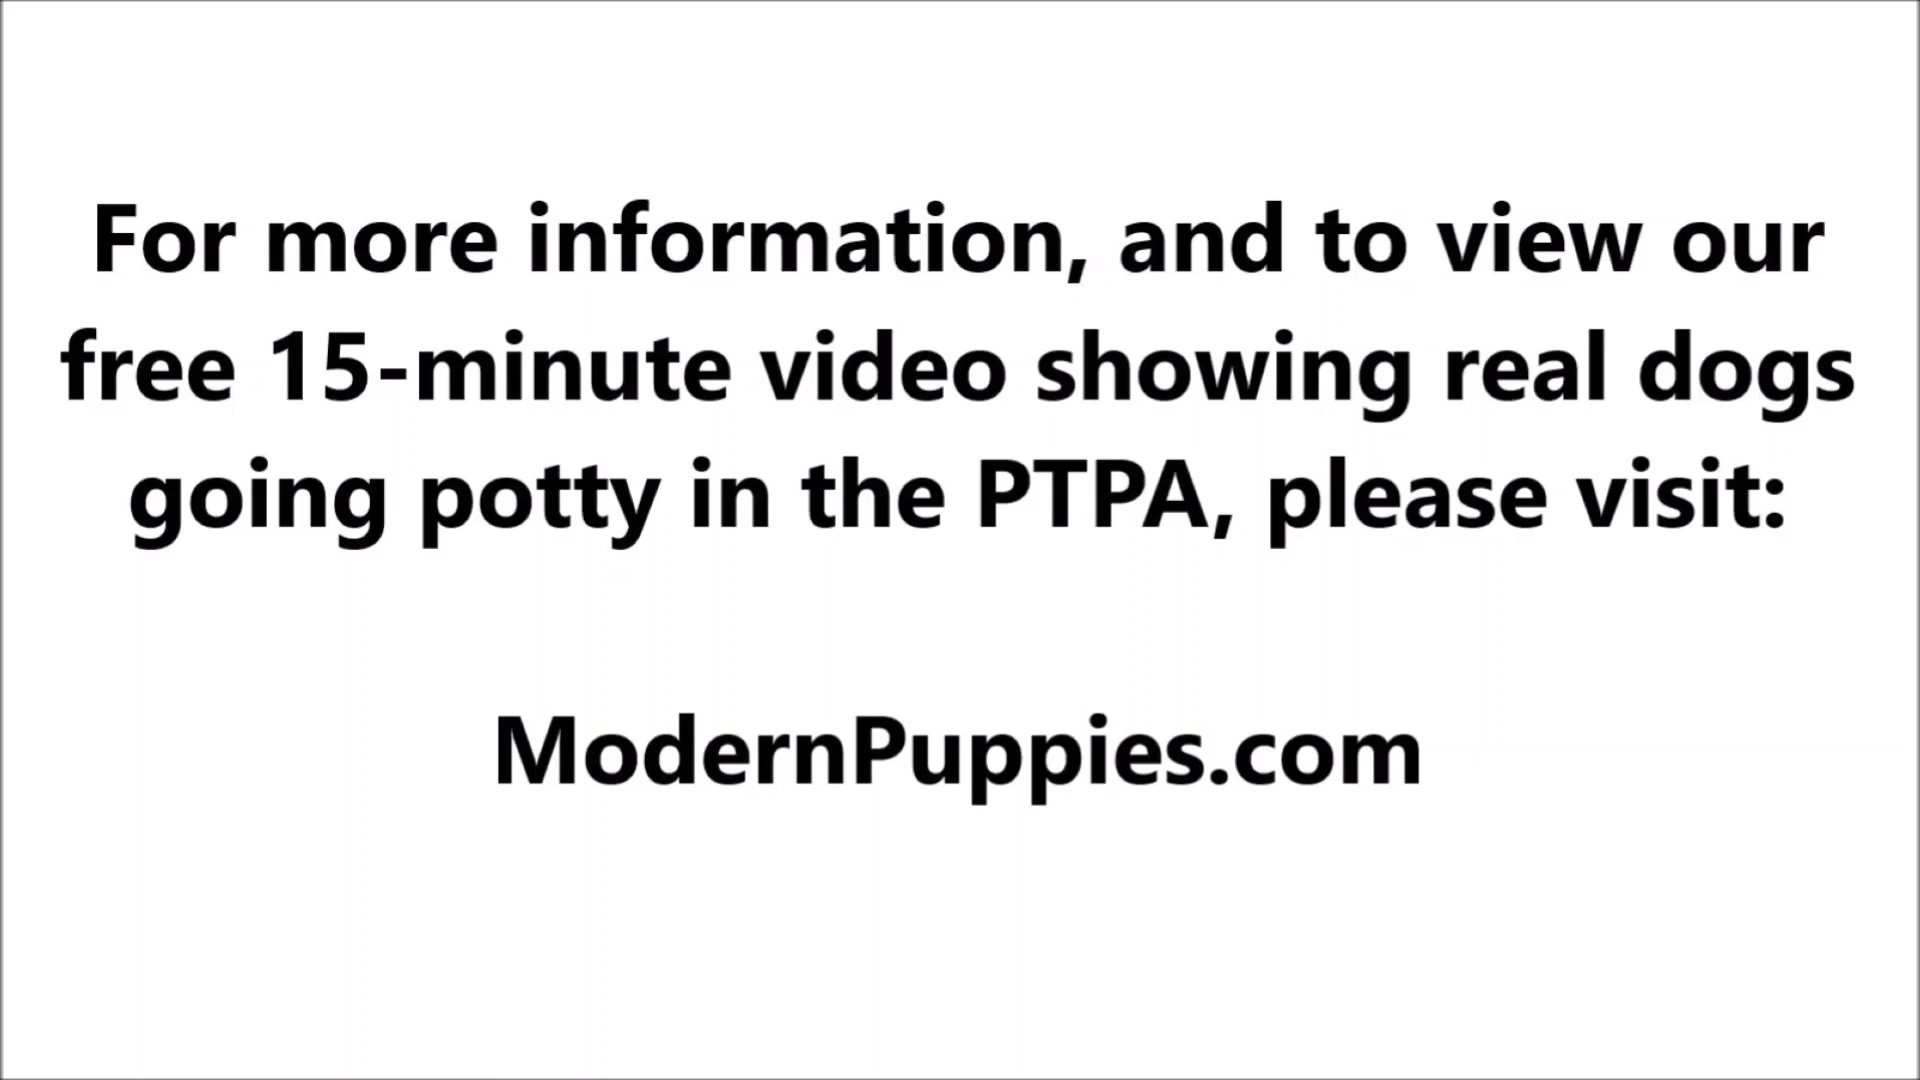 For more information, and to view our
free 15-minute video showing real dogs
going potty in the PTPA, please visit:
ModernPuppies.com